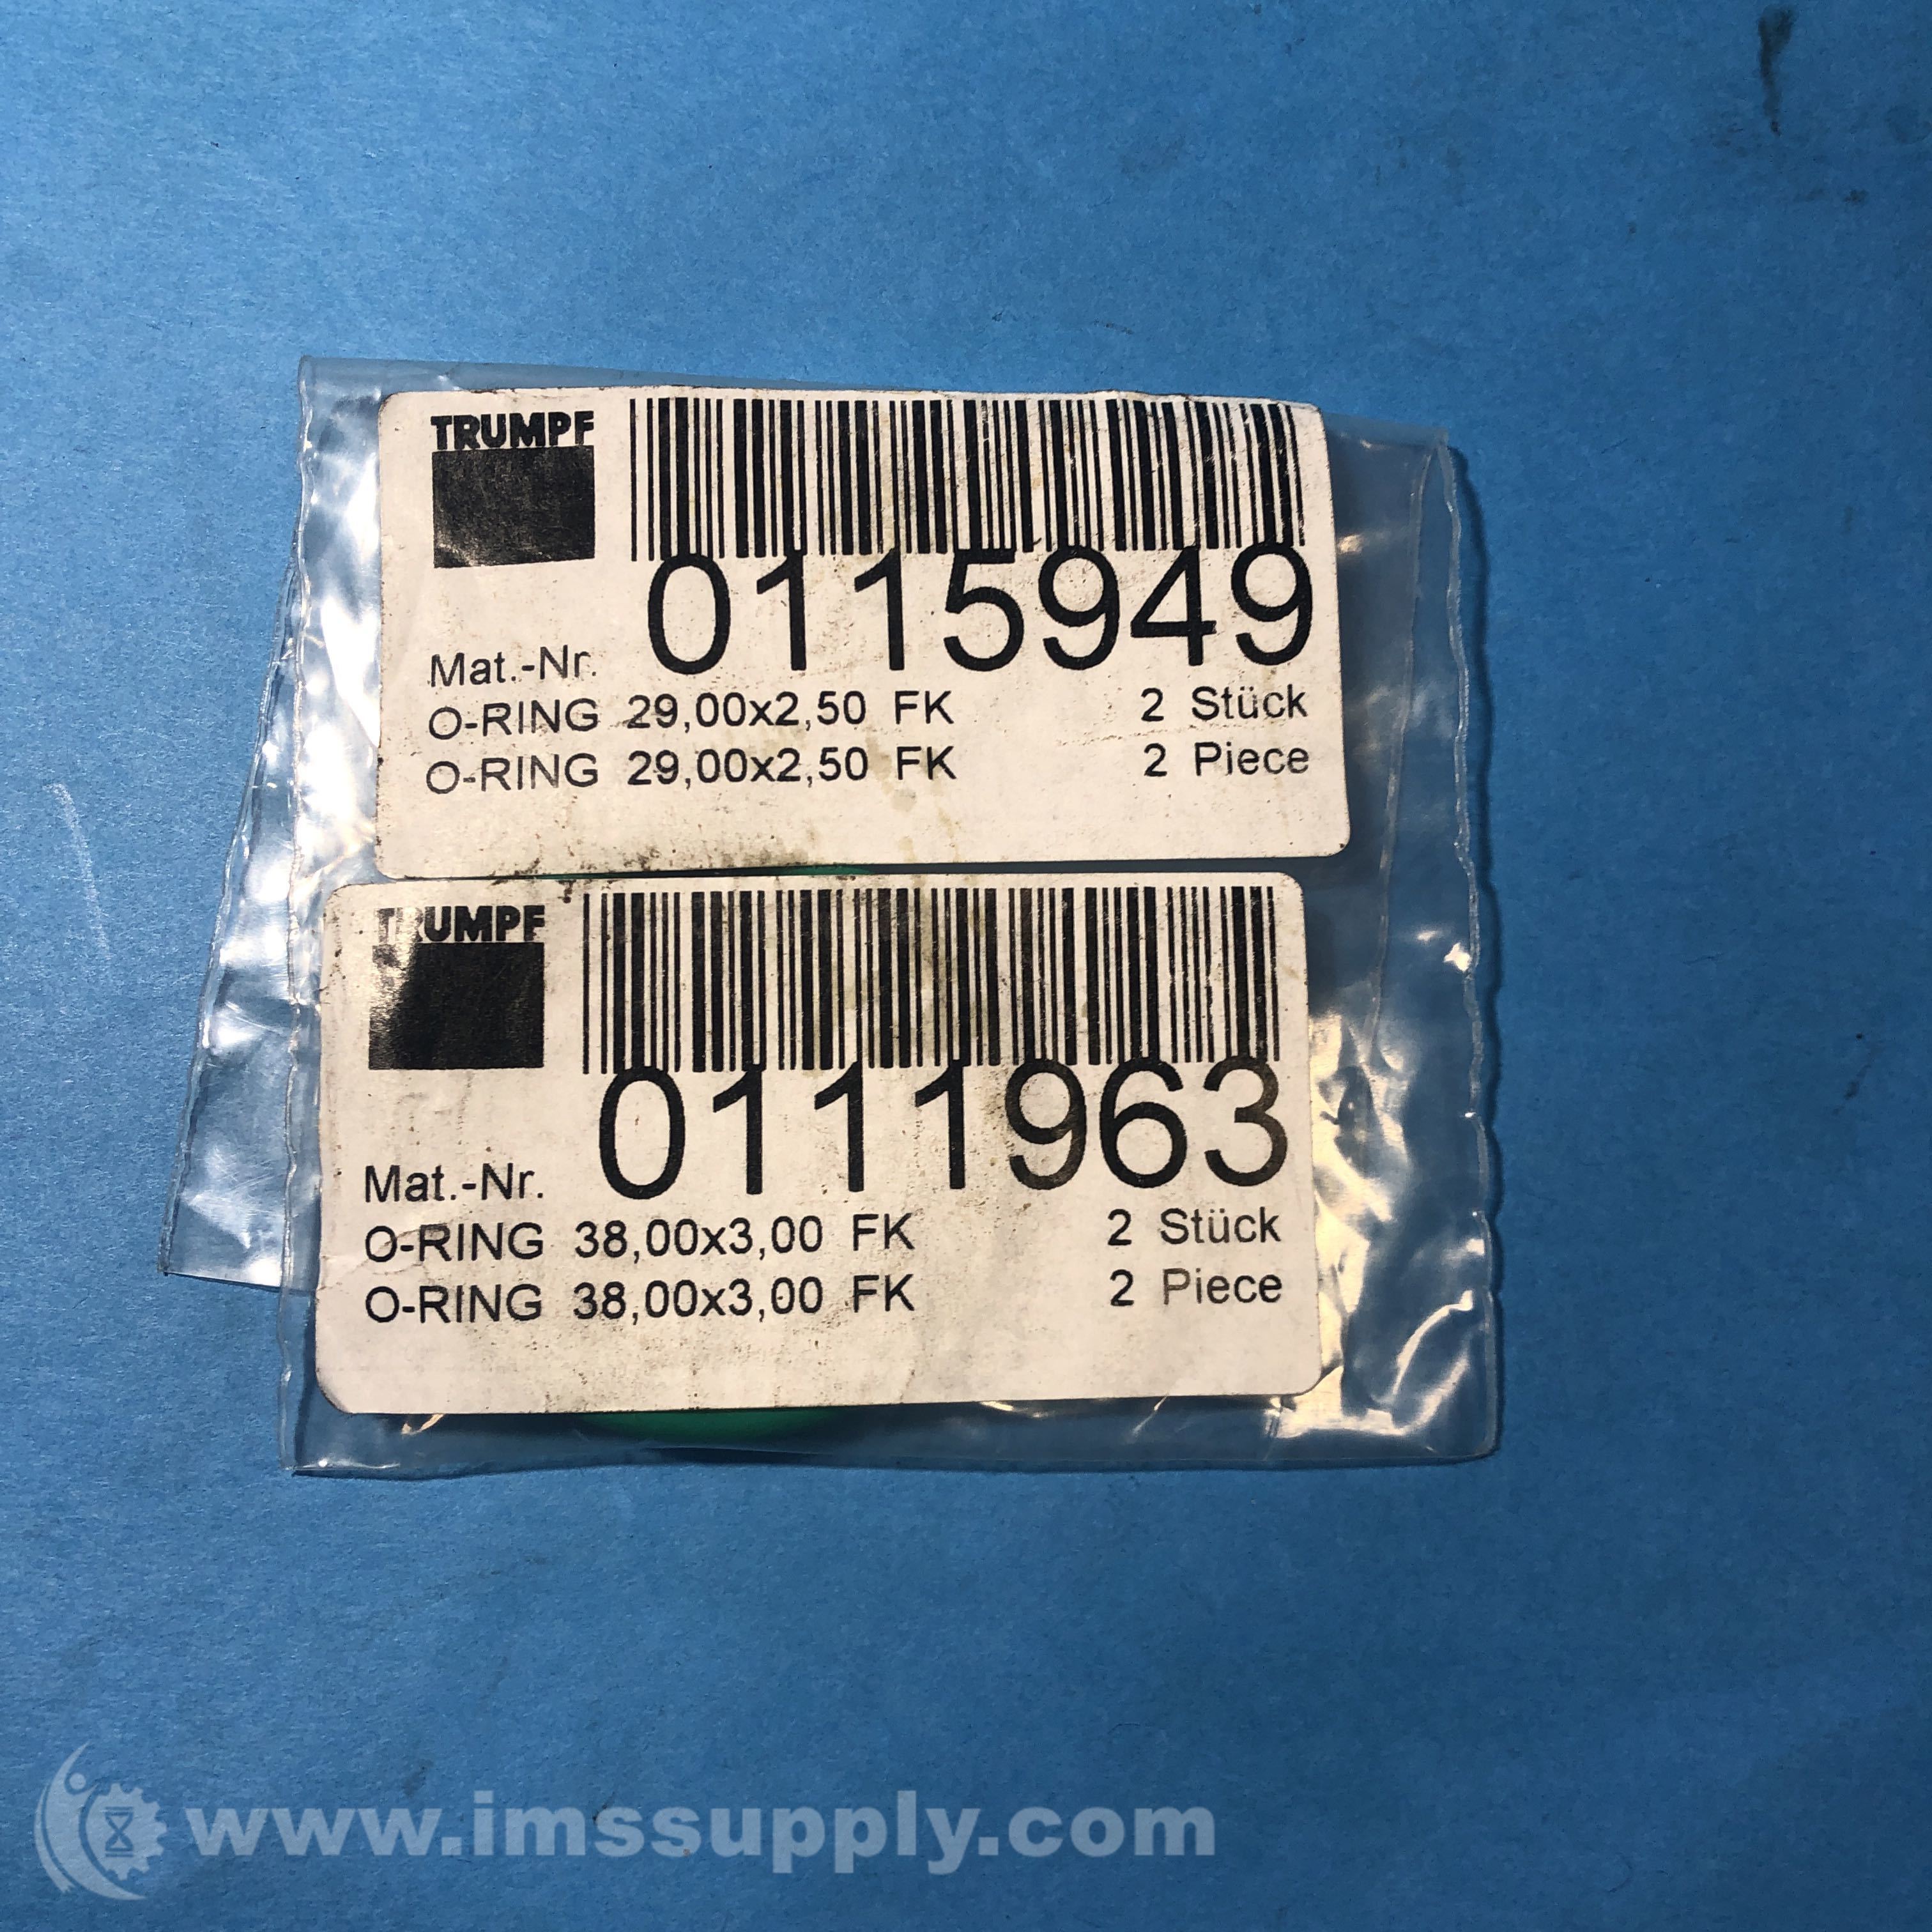 TRUMPF
0115949
Mat.-Nr.
O-RING 29,00x2,50 FK 2 Stück
O-RING 29,00x2,50 FK 2 Piece
TRUMPF
0111963
Mat.-Nr.
O-RING 38,00x3,00 FK 2 Stück
O-RING 38,00x3,00 FK 2 Piece
www.imssupply.com